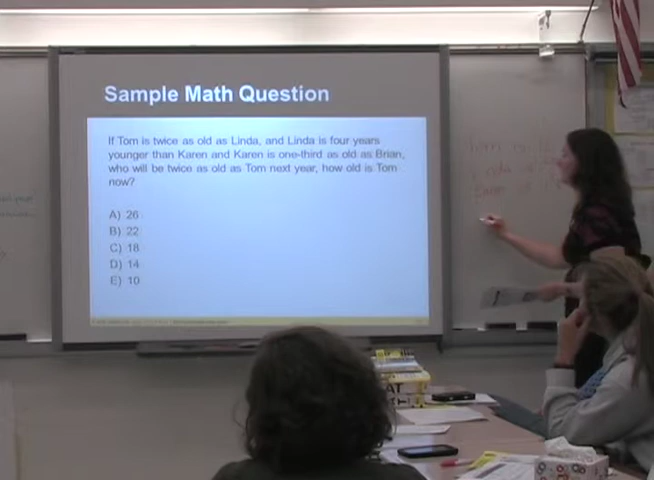 Sample Math Question
If Tom is twice as old as Linda, and Linda is four years
younger than Karen and Karen is one-third as old as Brian,
who will be twice as old as Tom next year, how old is Tom
now?
A) 26
B) 22
C) 18
D) 14
E) 10